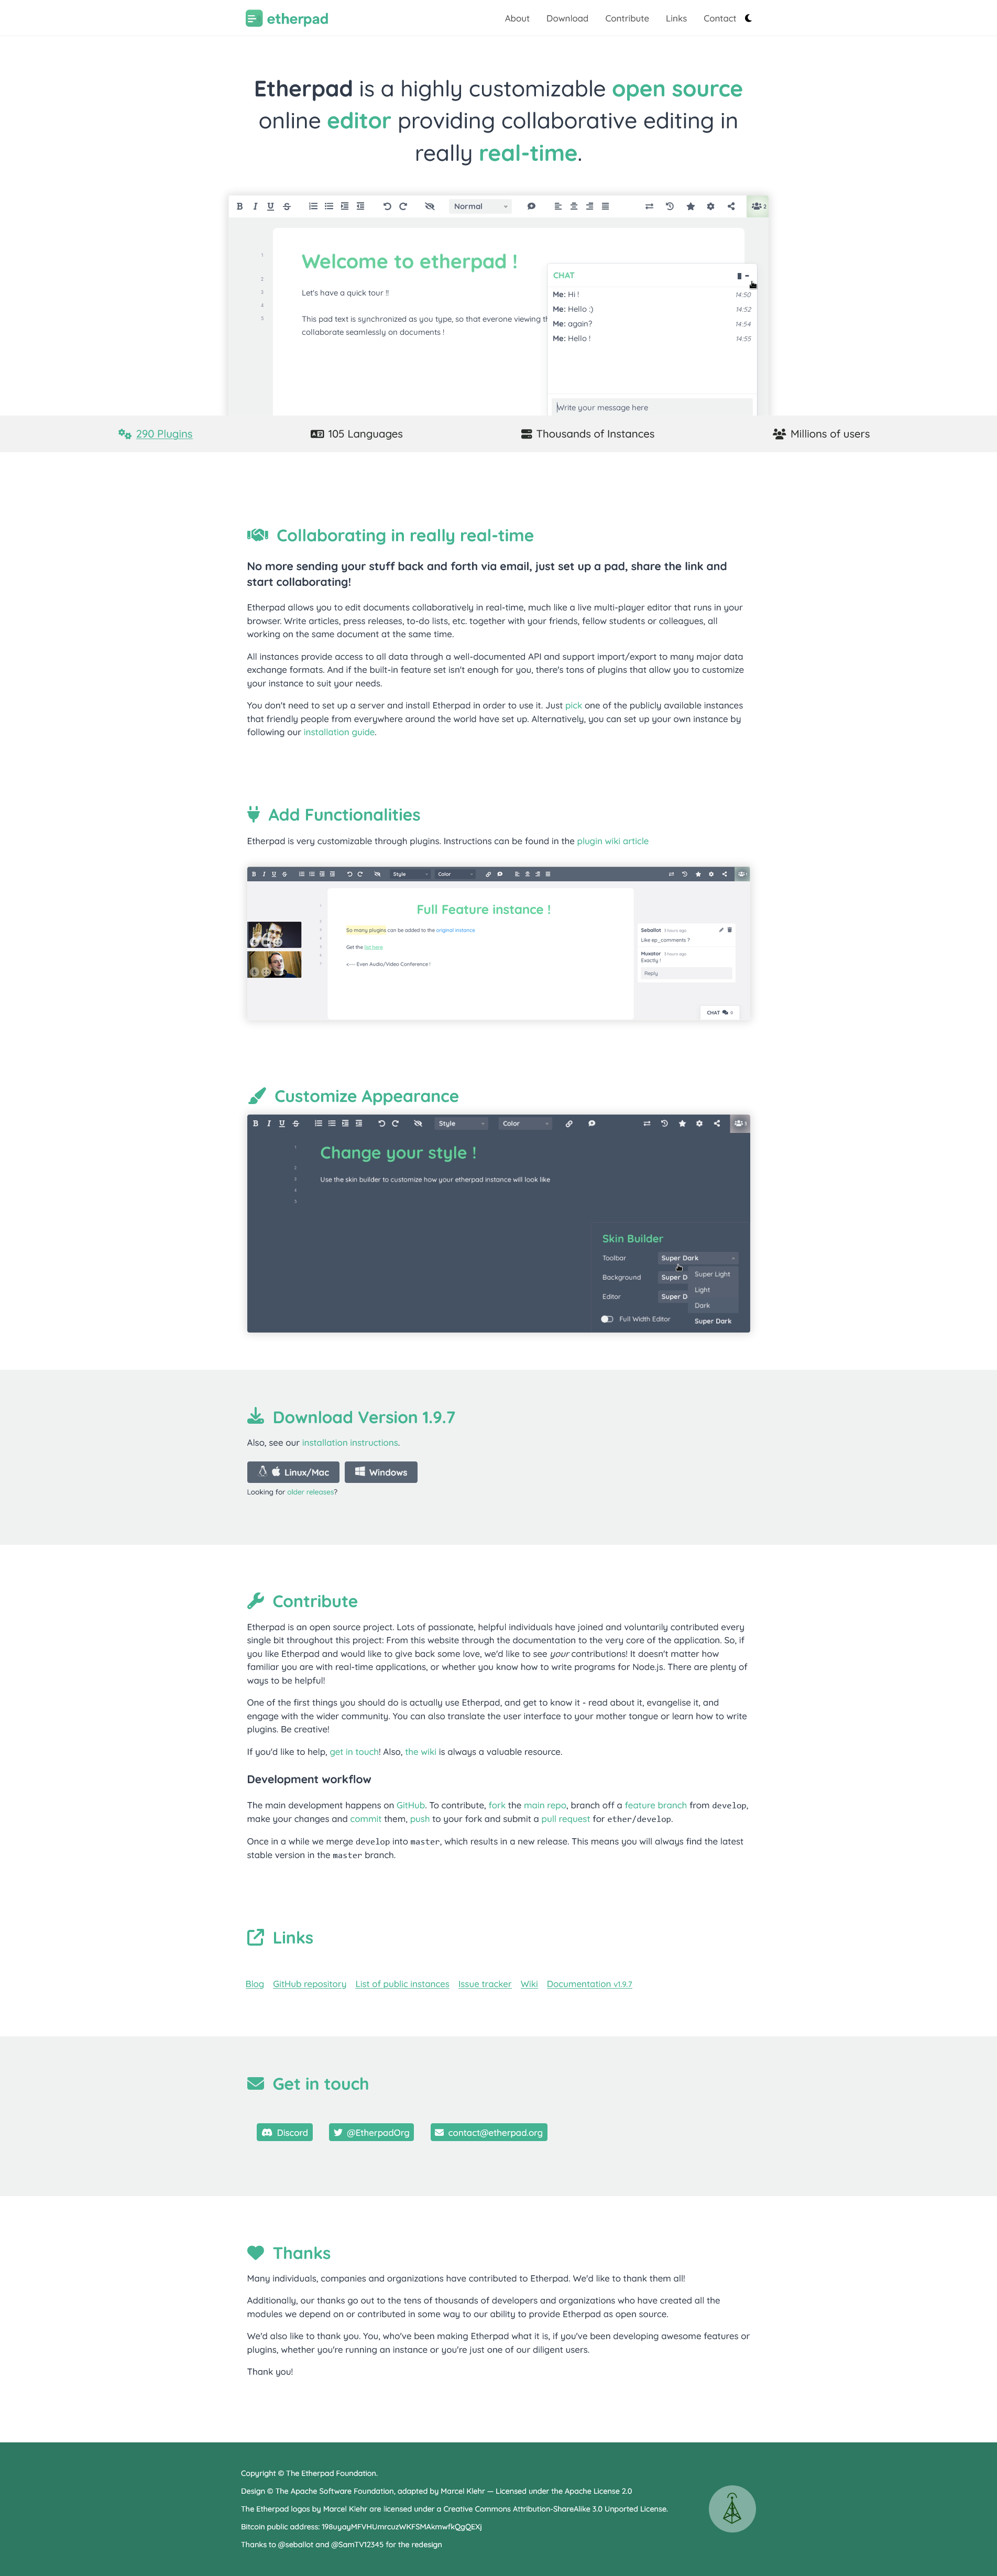 etherpad
About Download Contribute Links Contact
Etherpad is a highly customizable open source
online editor providing collaborative editing in
really real-time.
Normal
2
1
Welcome to etherpad !
2
3 Let's have a quick tour !!
4
5 This pad text is synchronized as you type, so that everone viewing th
collaborate seamlessly on documents !
CHAT
Me: Hi ! 14:50
Me: Hello :) 14:52
Me: again? 14:54
Me: Hello ! 14:55
Write your message here
290 Plugins 105 Languages Thousands of Instances Millions of users
Collaborating in really real-time
No more sending your stuff back and forth via email, just set up a pad, share the link and
start collaborating!
Etherpad allows you to edit documents collaboratively in real-time, much like a live multi-player editor that runs in your
browser. Write articles, press releases, to-do lists, etc. together with your friends, fellow students or colleagues, all
working on the same document at the same time.
All instances provide access to all data through a well-documented API and support import/export to many major data
exchange formats. And if the built-in feature set isn't enough for you, there's tons of plugins that allow you to customize
your instance to suit your needs.
You don't need to set up a server and install Etherpad in order to use it. Just pick one of the publicly available instances
that friendly people from everywhere around the world have set up. Alternatively, you can set up your own instance by
following our installation guide.
Add Functionalities
Etherpad is very customizable through plugins. Instructions can be found in the plugin wiki article
Style Color
Full Feature instance !
So many plugins can be added to the original instance
Get the list here
<--- Even Audio/Video Conference !
Seballot 3 hours ago
Like ep_comments ?
Muxator 3 hours ago
Exactly !
Reply
CHAT 0
Customize Appearance
Style Color
1
Change your style !
2
3 Use the skin builder to customize how your etherpad instance will look like
4
5
Skin Builder
Toolbar Super Dark
Super Light
Background Super D
Light
Editor Super D
Dark
Full Width Editor Super Dark
Download Version 1.9.7
Also, see our installation instructions.
Linux/Mac Windows
Looking for older releases?
Contribute
Etherpad is an open source project. Lots of passionate, helpful individuals have joined and voluntarily contributed every
single bit throughout this project: From this website through the documentation to the very core of the application. So, if
you like Etherpad and would like to give back some love, we'd like to see your contributions! It doesn't matter how
familiar you are with real-time applications, or whether you know how to write programs for Node.js. There are plenty of
ways to be helpful!
One of the first things you should do is actually use Etherpad, and get to know it - read about it, evangelise it, and
engage with the wider community. You can also translate the user interface to your mother tongue or learn how to write
plugins. Be creative!
If you'd like to help, get in touch! Also, the wiki is always a valuable resource.
Development workflow
The main development happens on GitHub. To contribute, fork the main repo, branch off a feature branch from develop,
make your changes and commit them, push to your fork and submit a pull request for ether/develop.
Once in a while we merge develop into master, which results in a new release. This means you will always find the latest
stable version in the master branch.
Links
Blog GitHub repository List of public instances Issue tracker Wiki Documentation v1.9.7
Get in touch
Discord @EtherpadOrg contact@etherpad.org
Thanks
Many individuals, companies and organizations have contributed to Etherpad. We'd like to thank them all!
Additionally, our thanks go out to the tens of thousands of developers and organizations who have created all the
modules we depend on or contributed in some way to our ability to provide Etherpad as open source.
We'd also like to thank you. You, who've been making Etherpad what it is, if you've been developing awesome features or
plugins, whether you're running an instance or you're just one of our diligent users.
Thank you!
Copyright © The Etherpad Foundation.
Design © The Apache Software Foundation, adapted by Marcel Klehr — Licensed under the Apache License 2.0
The Etherpad logos by Marcel Klehr are licensed under a Creative Commons Attribution-ShareAlike 3.0 Unported License.
Bitcoin public address: 198uyayMFVHUmrcuzWKFSMAkmwfkQgQEXj
Thanks to @seballot and @SamTV12345 for the redesign